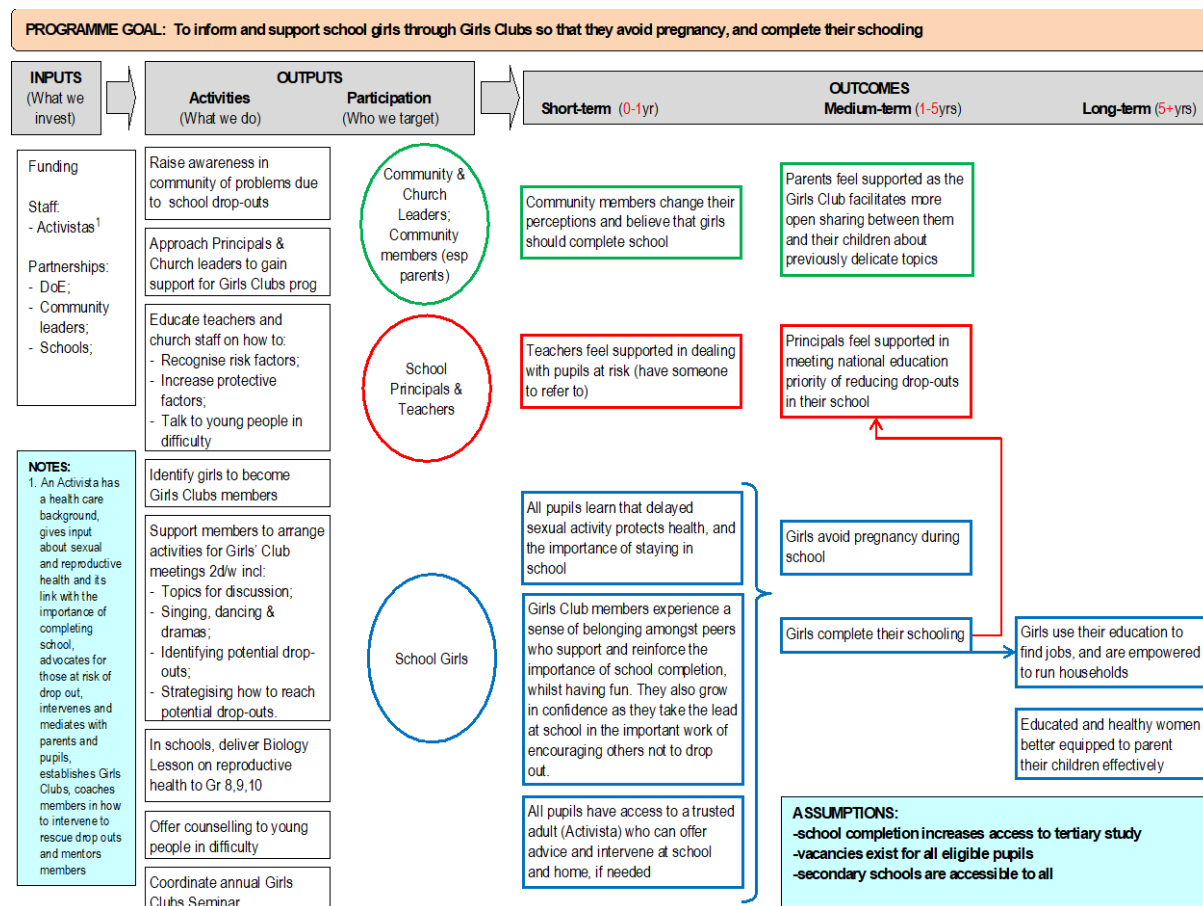 PROGRAMME GOAL: To inform and support school girls through Girls Clubs so that they avoid pregnancy, and complete their schooling
INPUTS
(What we
invest)
OUTPUTS
Activities
(What we do)
Participation
(Who we target)
OUTCOMES
Short-term (0-1yr)
Medium-term (1-5yrs)
Long-term (5+yrs)
Funding
Staff:
- Activistas1
Partnerships:
- DoE;
- Community
leaders;
- Schools;
NOTES:
1. An Activista has
a health care
background,
gives input
about sexual
and reproductive
health and its
link with the
importance of
completing
school,
advocates for
those at risk of
drop out,
intervenes and
mediates with
parents and
pupils,
establishes Girls
Clubs, coaches
members in how
to intervene to
rescue drop outs
and mentors
members
Raise awareness in
community of problems due
to school drop-outs
Approach Principals &
Church leaders to gain
support for Girls Clubs prog
Educate teachers and
church staff on how to:
- Recognise risk factors;
- Increase protective
factors;
- Talk to young people in
difficulty
Identify girls to become
Girls Clubs members
Support members to arrange
activities for Girls' Club
meetings 2d/w incl:
- Topics for discussion;
- Singing, dancing &
dramas;
- Identifying potential drop-
outs;
- Strategising how to reach
potential drop-outs.
In schools, deliver Biology
Lesson on reproductive
health to Gr 8,9,10
Offer counselling to young
people in difficulty
Coordinate annual Girls
Clubs Seminar
Community &
Church
Leaders;
Community
members (esp
parents)
School
Principals &
Teachers
School Girls
Community members change their
perceptions and believe that girls
should complete school
Teachers feel supported in dealing
with pupils at risk (have someone
to refer to)
All pupils learn that delayed
sexual activity protects health, and
the importance of staying in
school
Girls Club members experience a
sense of belonging amongst peers
who support and reinforce the
importance of school completion,
whilst having fun. They also grow
in confidence as they take the lead
at school in the important work of
encouraging others not to drop
out.
All pupils have access to a trusted
adult (Activista) who can offer
advice and intervene at school
and home, if needed
Parents feel supported as the
Girls Club facilitates more
open sharing between them
and their children about
previously delicate topics
Principals feel supported in
meeting national education
priority of reducing drop-outs
in their school
Girls avoid pregnancy during
school
Girls complete their schooling
Girls use their education to
find jobs, and are empowered
to run households
Educated and healthy women
better equipped to parent
their children effectively
ASSUMPTIONS:
-school completion increases access to tertiary study
-vacancies exist for all eligible pupils
-secondary schools are accessible to all